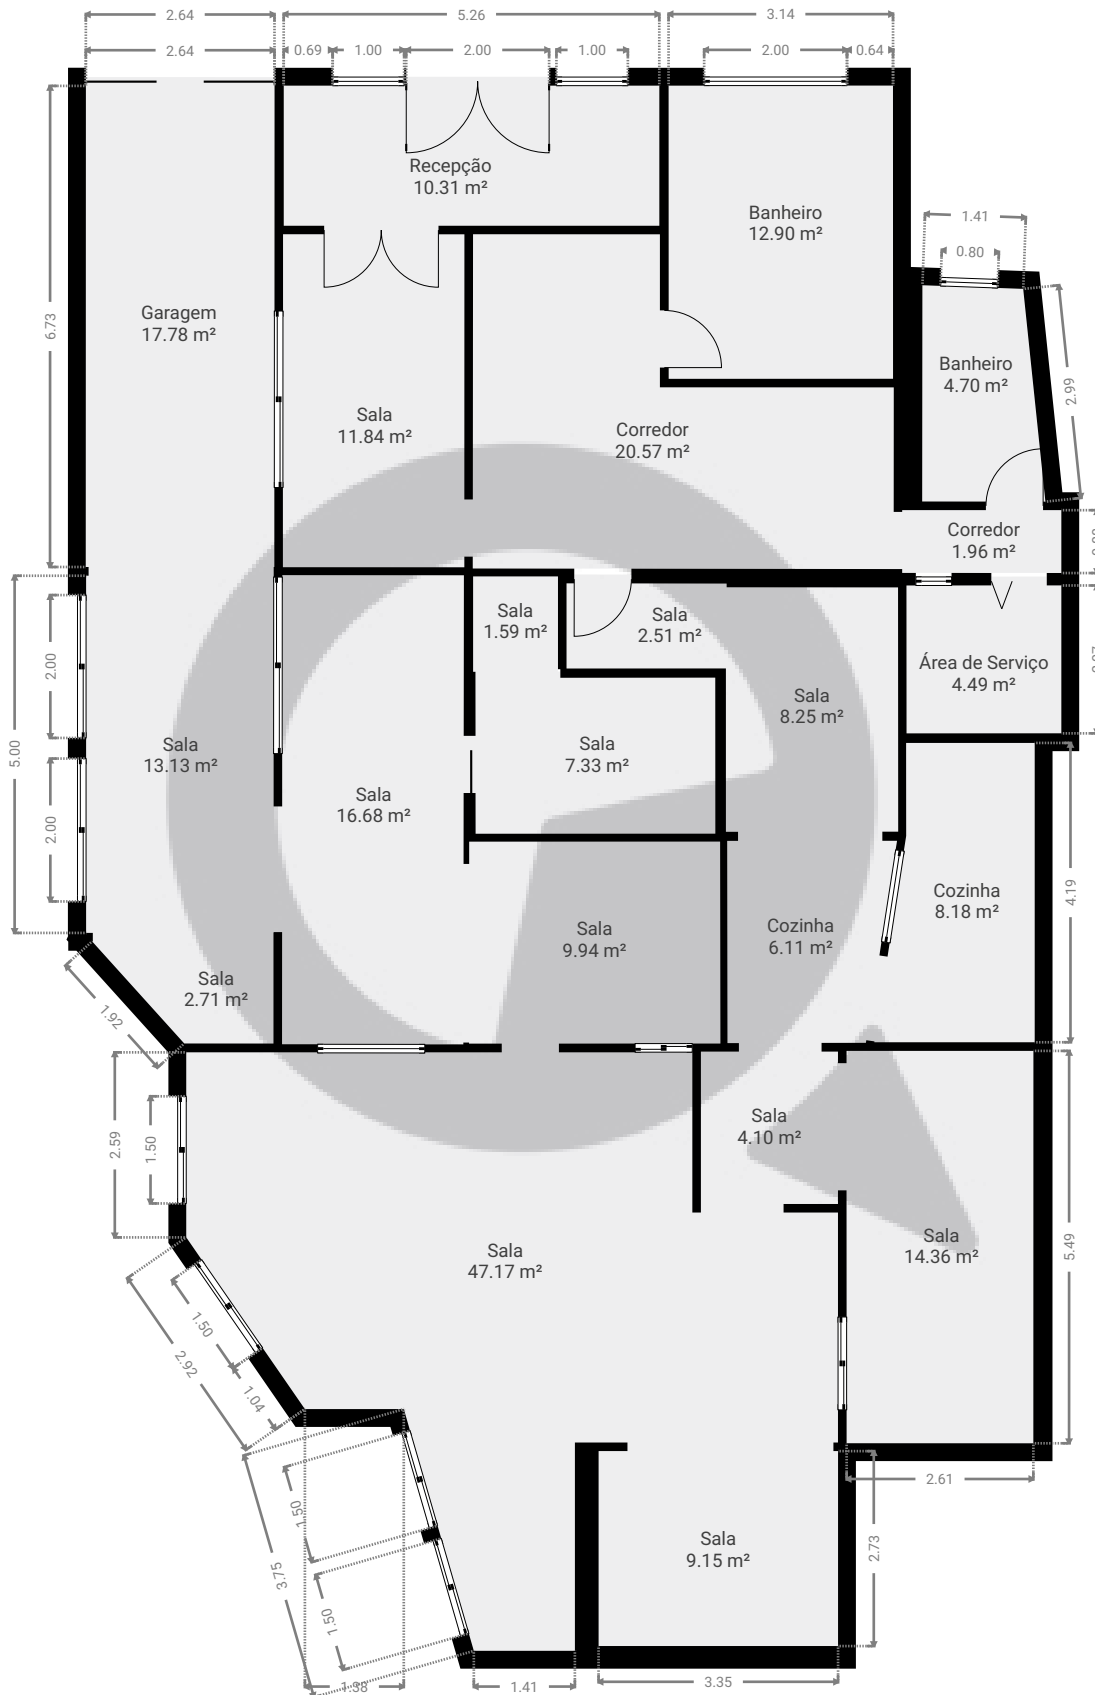 2.64
5.26
3.14
2.64
0.69
1.00
2.00
1.00
2.00
0.64
Recepção
10.31 m²
Banheiro
12.90 m²
1.41
0.80
6.73
Garagem
17.78 m²
Banheiro
4.70 m²
2.99
Sala
11.84 m²
Corredor
20.57 m²
Corredor
1.96 m²
Sala
1.59 m²
Sala
2.51 m²
Área de Serviço
4.49 m²
2.00
5.00
Sala
8.25 m²
Sala
13.13 m²
Sala
7.33 m²
Sala
16.68 m²
2.00
4.19
Cozinha
8.18 m²
Sala
9.94 m²
Cozinha
6.11 m²
Sala
2.71 m²
1.92
2.59
1.50
Sala
4.10 m²
Sala
47.17 m²
Sala
14.36 m²
5.49
1.50
2.92
1.04
2.61
1.50
3.75
Sala
9.15 m²
2.73
1.50
1.38
1.41
3.35